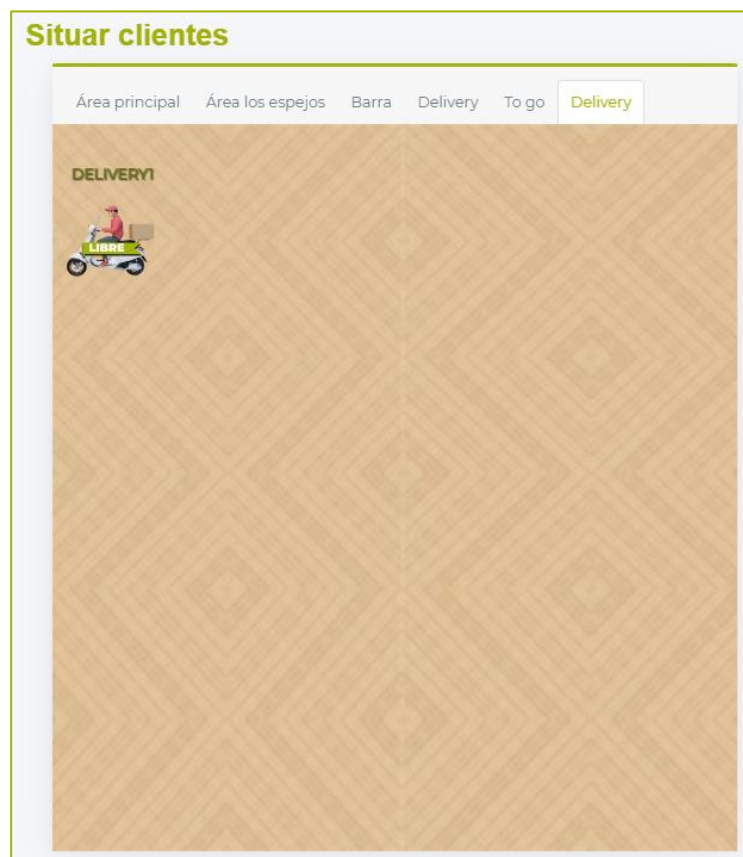 Situar clientes
Área principal Área los espejos Barra Delivery To go Delivery
DELIVERY1
LIBRE